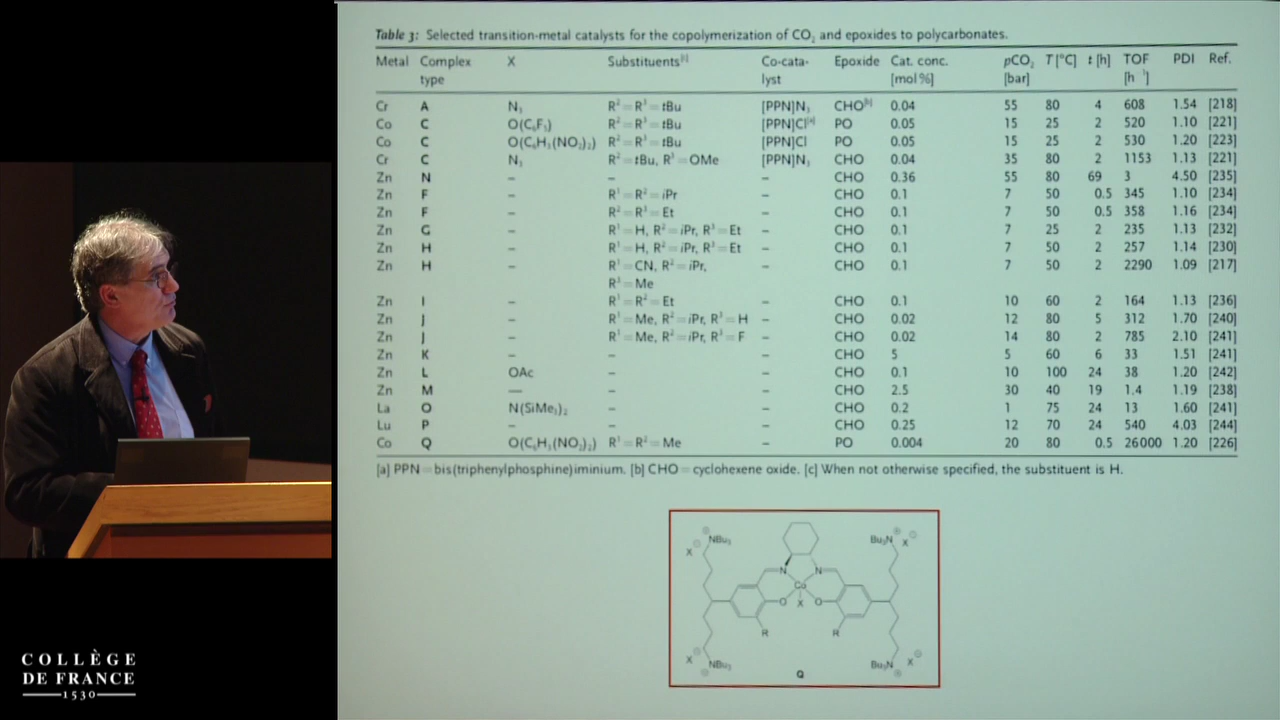 Table 3: Selected transition-metal catalysts for the copolymerization of CO₂ and epoxides to polycarbonates.
Metal Complex type X Substituents[c] Co-catalyst Epoxide Cat. conc. [mol%] pCO₂ [bar] T [°C] t [h] TOF [h⁻¹] PDI Ref.
Cr A N₃ R² = R³ = tBu [PPN]N₃ CHO[b] 0.04 55 80 4 608 1.54 [218]
Co C O(C₆F₅) R² = R³ = tBu [PPN]Cl[a] PO 0.05 15 25 2 520 1.10 [221]
Co C O(C₆H₃(NO₂)₂) R² = R³ = tBu [PPN]Cl PO 0.05 15 25 2 530 1.20 [223]
Cr C N₃ R² = tBu, R³ = OMe [PPN]N₃ CHO 0.04 35 80 2 1153 1.13 [221]
Zn N – – – CHO 0.36 55 80 69 3 4.50 [235]
Zn F – R¹ = R² = iPr – CHO 0.1 7 50 0.5 345 1.10 [234]
Zn F – R² = R³ = Et – CHO 0.1 7 50 0.5 358 1.16 [234]
Zn G – R¹ = H, R² = iPr, R³ = Et – CHO 0.1 7 25 2 235 1.13 [232]
Zn H – R¹ = H, R² = iPr, R³ = Et – CHO 0.1 7 50 2 257 1.14 [230]
Zn H – R¹ = CN, R² = iPr, – CHO 0.1 7 50 2 2290 1.09 [217]
R³ = Me
Zn I – R¹ = R² = Et – CHO 0.1 10 60 2 164 1.13 [236]
Zn J – R¹ = Me, R² = iPr, R³ = H – CHO 0.02 12 80 5 312 1.70 [240]
Zn J – R¹ = Me, R² = iPr, R³ = F – CHO 0.02 14 80 2 785 2.10 [241]
Zn K – – – CHO 5 5 60 6 33 1.51 [241]
Zn L OAc – – CHO 0.1 10 100 24 38 1.20 [242]
Zn M — – – CHO 2.5 30 40 19 1.4 1.19 [238]
La O N(SiMe₃)₂ – – CHO 0.2 1 75 24 13 1.60 [241]
Lu P – – – CHO 0.25 12 70 24 540 4.03 [244]
Co Q O(C₆H₃(NO₂)₂) R¹ = R² = Me – PO 0.004 20 80 0.5 26000 1.20 [226]
[a] PPN = bis(triphenylphosphine)iminium. [b] CHO = cyclohexene oxide. [c] When not otherwise specified, the substituent is H.
⊕ NBu₃ X ⊖
Bu₃N ⊕ X ⊖
N N
Co
O X O
R R
X ⊖ NBu₃ ⊕
Bu₃N ⊕ X ⊖
Q
COLLÈGE
DE FRANCE
1530